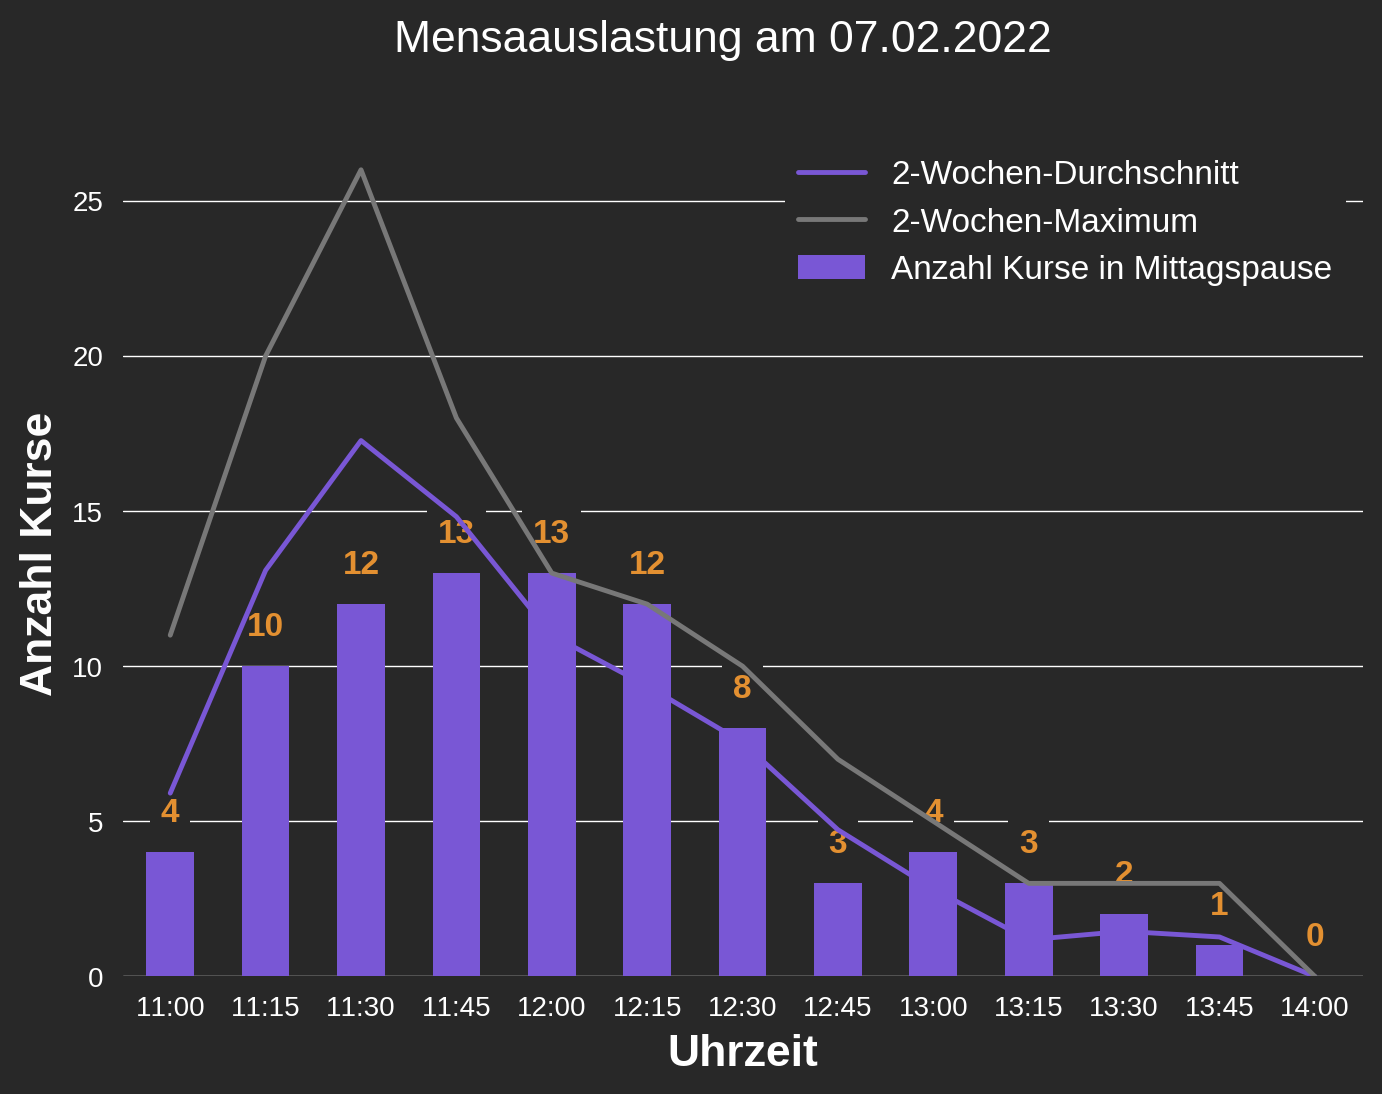 Mensaauslastung am 07.02.2022
2-Wochen-Durchschnitt
2-Wochen-Maximum
Anzahl Kurse in Mittagspause
Anzahl Kurse
25
20
15
10
5
0
4
10
12
13
13
12
8
3
4
3
2
1
0
11:00 11:15 11:30 11:45 12:00 12:15 12:30 12:45 13:00 13:15 13:30 13:45 14:00
Uhrzeit